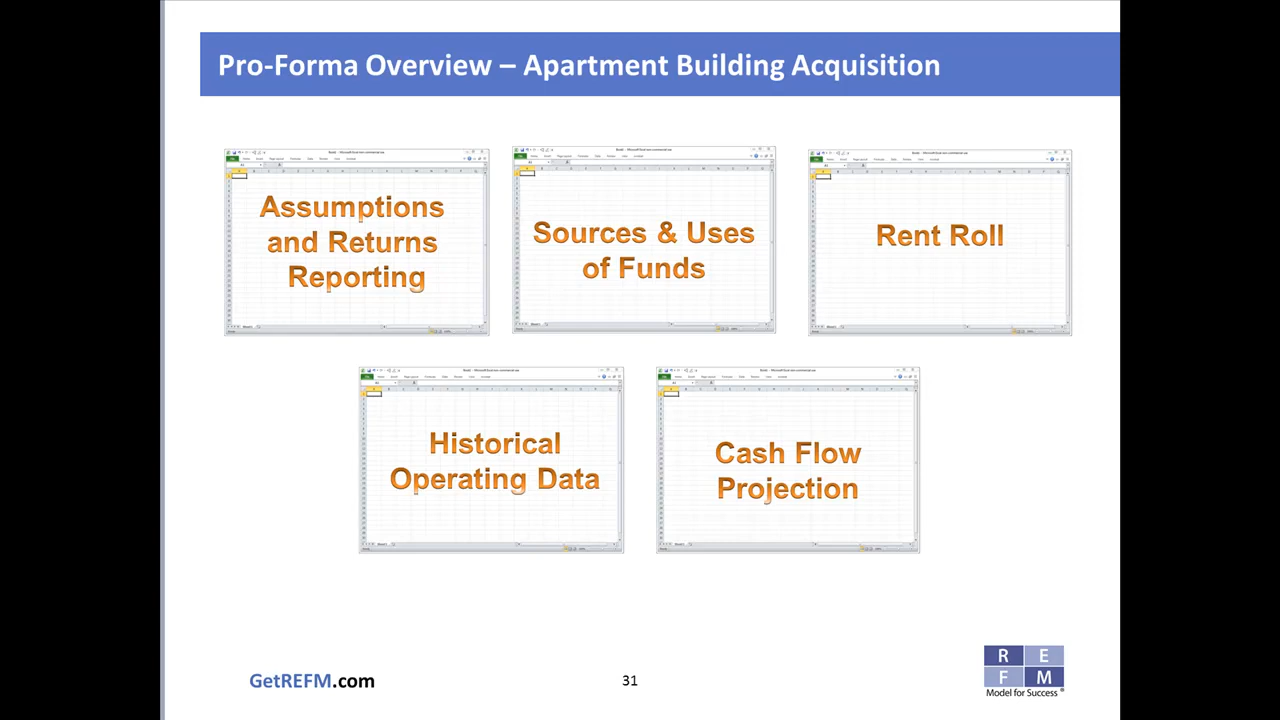 Pro-Forma Overview – Apartment Building Acquisition
Assumptions
and Returns
Reporting
Sources & Uses
of Funds
Rent Roll
Historical
Operating Data
Cash Flow
Projection
GetREFM.com
31
R E
F M
Model for Success®